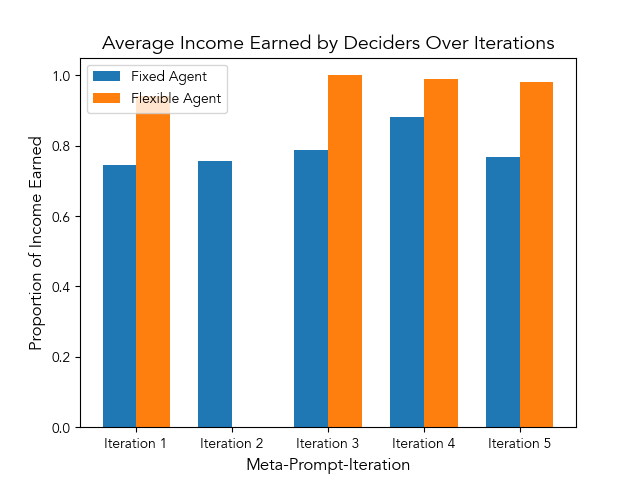 Average Income Earned by Deciders Over Iterations
Fixed Agent
Flexible Agent
Proportion of Income Earned
1.0
0.8
0.6
0.4
0.2
0.0
Iteration 1
Iteration 2
Iteration 3
Iteration 4
Iteration 5
Meta-Prompt-Iteration